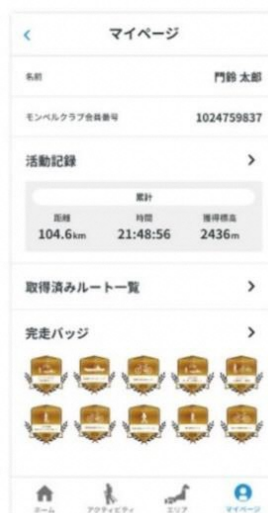 マイページ
名前 門鈴 太郎
モンベルクラブ会員番号 1024759837
活動記録
累計
距離 時間 獲得標高
104.6km 21:48:56 2436m
取得済みルート一覧
完走バッジ
ホーム アクティビティ エリア マイページ